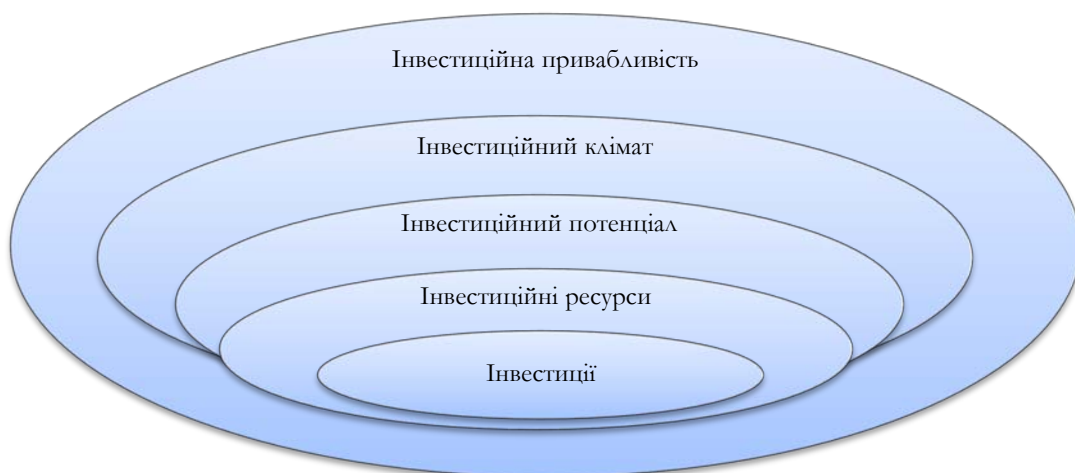 Інвестиційна привабливість
Інвестиційний клімат
Інвестиційний потенціал
Інвестиційні ресурси
Інвестиції